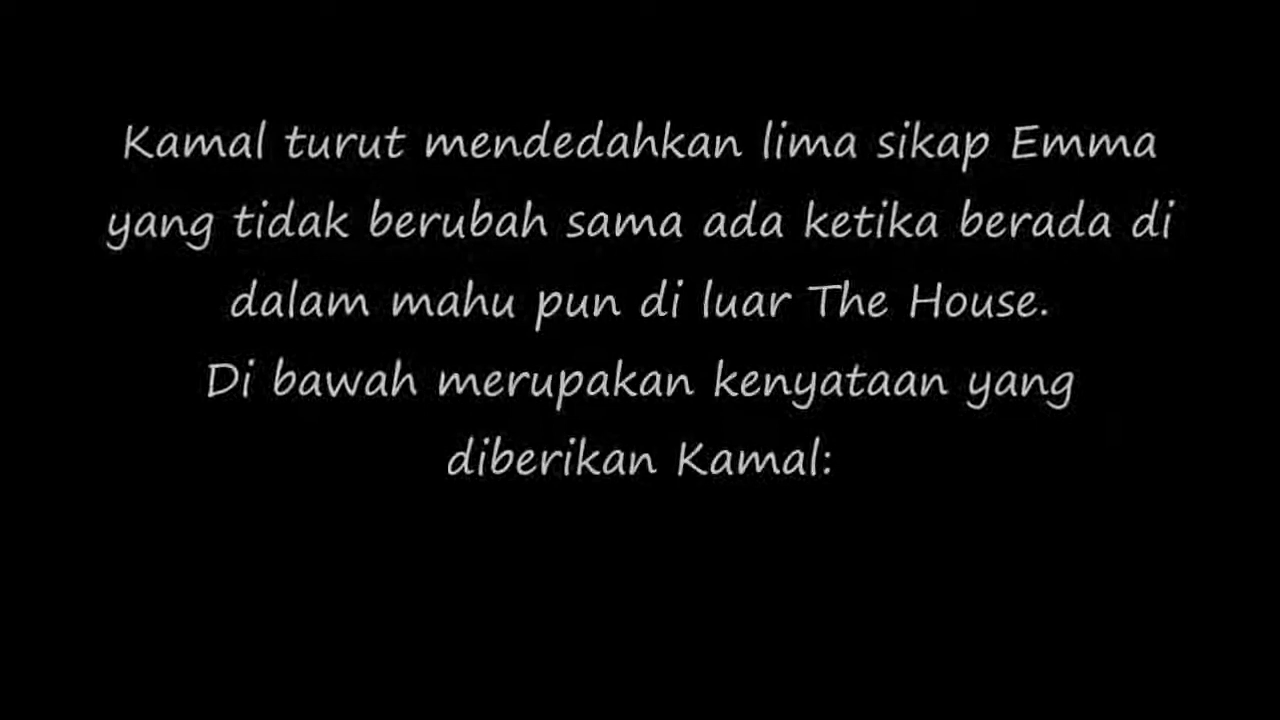 Kamal turut mendedahkan lima sikap Emma
yang tidak berubah sama ada ketika berada di
dalam mahu pun di luar The House.
Di bawah merupakan kenyataan yang
diberikan Kamal: